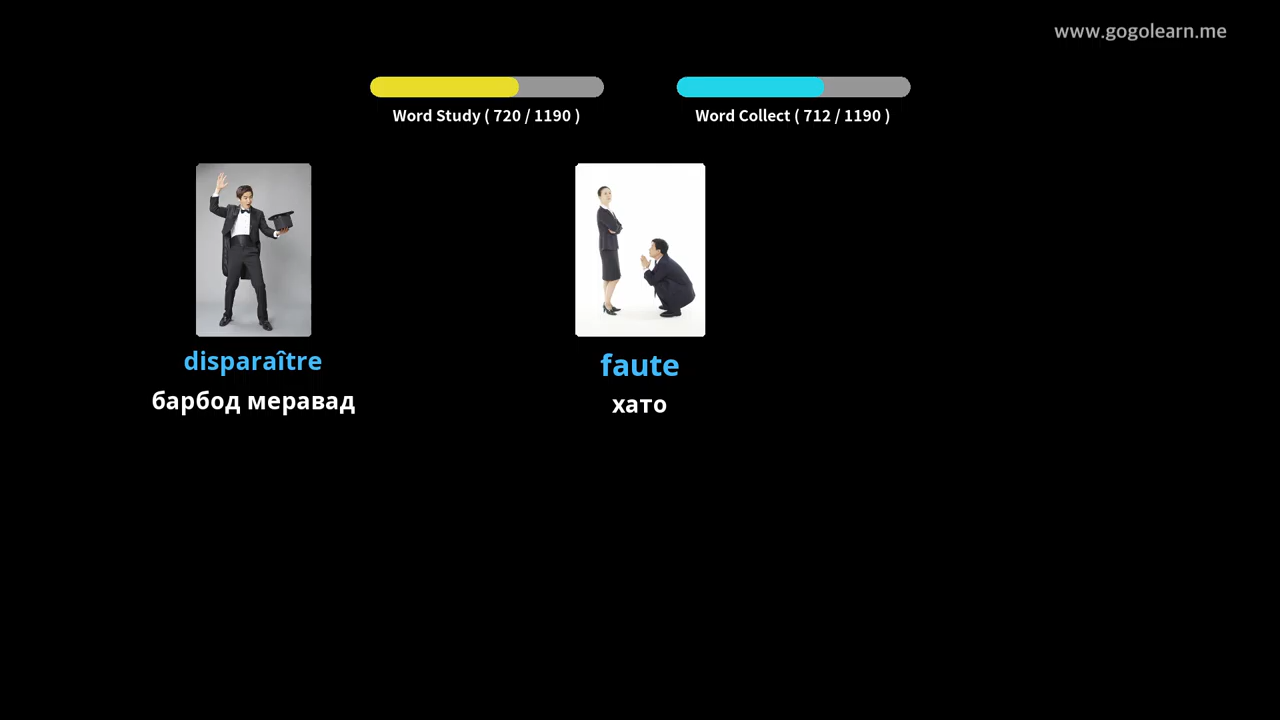 www.gogolearn.me
Word Study ( 720 / 1190 )
Word Collect ( 712 / 1190 )
disparaître
барбод меравад
faute
хато